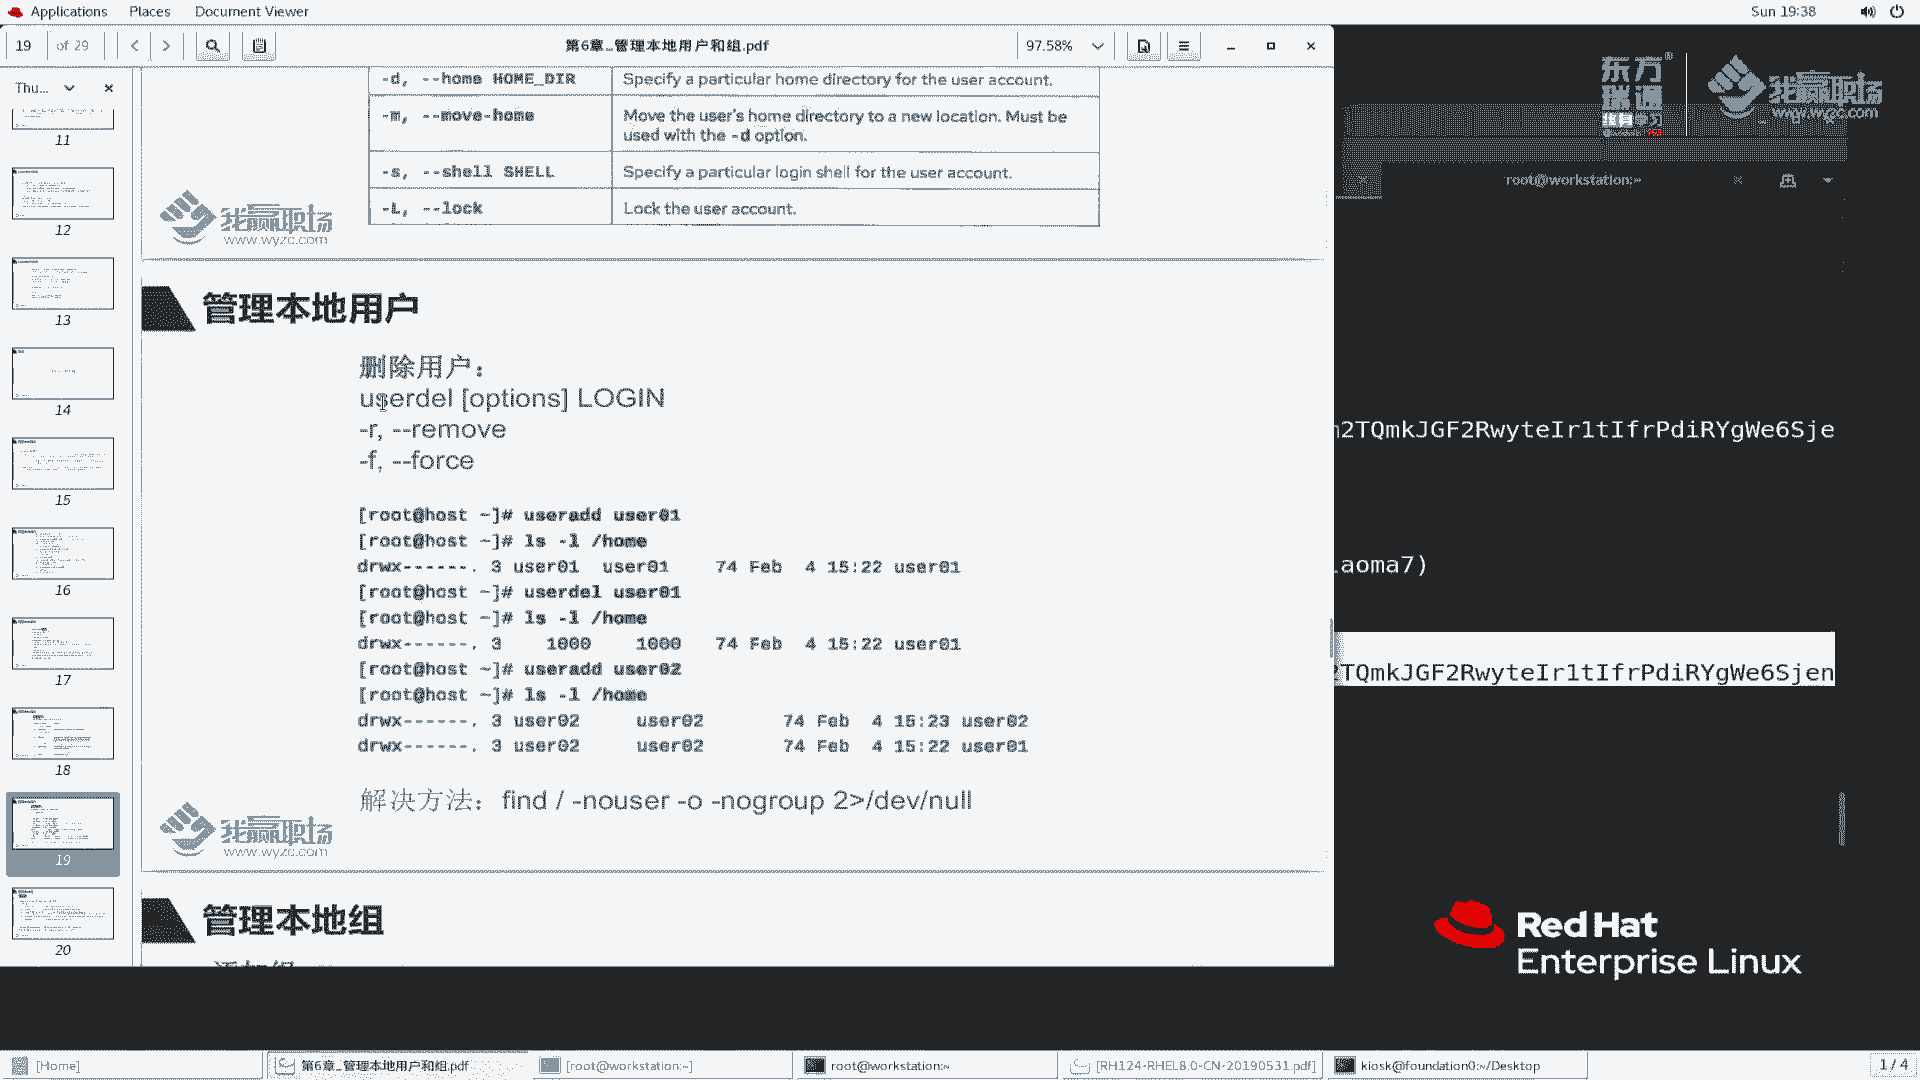 Applications Places Document Viewer Sun 19:38
19 of 29 第6章_管理本地用户和组.pdf 97.58%
Thu...
11
12
13
14
15
16
17
18
19
20
-d, --home HOME_DIR Specify a particular home directory for the user account.
-m, --move-home Move the user's home directory to a new location. Must be
used with the -d option.
-s, --shell SHELL Specify a particular login shell for the user account.
-L, --lock Lock the user account.
我赢职场
www.wyzc.com
管理本地用户
删除用户：
userdel [options] LOGIN
-r, --remove
-f, --force
[root@host ~]# useradd user01
[root@host ~]# ls -l /home
drwx------. 3 user01 user01 74 Feb 4 15:22 user01
[root@host ~]# userdel user01
[root@host ~]# ls -l /home
drwx------. 3 1000 1000 74 Feb 4 15:22 user01
[root@host ~]# useradd user02
[root@host ~]# ls -l /home
drwx------. 3 user02 user02 74 Feb 4 15:23 user02
drwx------. 3 user02 user02 74 Feb 4 15:22 user01
解决方法：find / -nouser -o -nogroup 2>/dev/null
我赢职场
www.wyzc.com
管理本地组
东方
瑞通
终身学习
我赢职场
www.wyzc.com
root@workstation:~
2TQmkJGF2RwyteIr1tIfrPdiRYgWe6Sje
aoma7)
TQmkJGF2RwyteIr1tIfrPdiRYgWe6Sjen
Red Hat
Enterprise Linux
[Home] 第6章_管理本地用户和组.pdf [root@workstation:~] root@workstation:~ [RH124-RHEL8.0-CN-20190531.pdf] kiosk@foundation0:~/Desktop 1 / 4